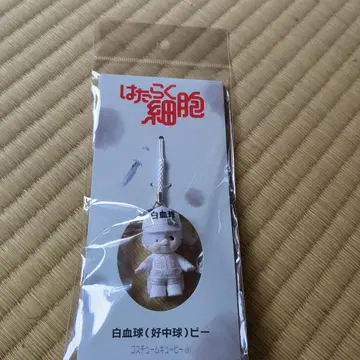 はたらく
細胞
白血球
白血球(好中球)ピー
コスチュームキューピー